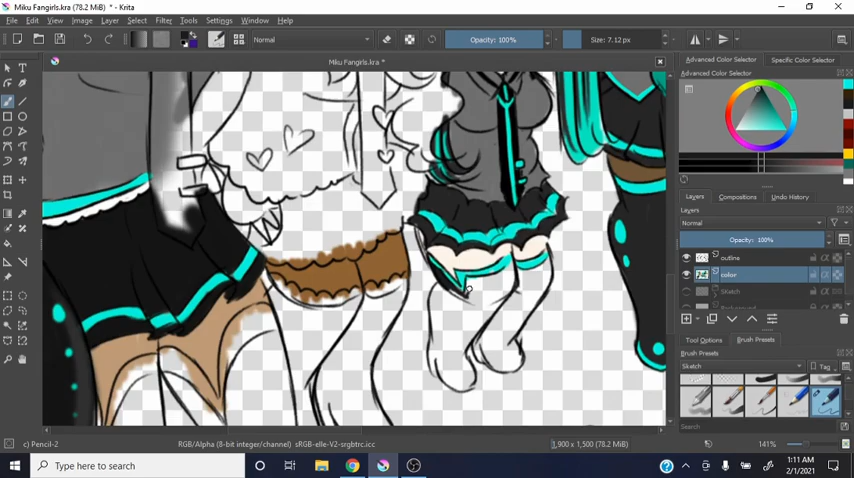 Miku Fangirls.kra (78.2 MiB) * - Krita
File Edit View Image Layer Select Filter Tools Settings Window Help
Normal
Opacity: 100%
Size: 7.12 px
Miku Fangirls.kra *
Advanced Color Selector Specific Color Selector
Advanced Color Selector
Layers Compositions Undo History
Layers
Normal
Opacity: 100%
outline
color
Sketch
Background
Tool Options Brush Presets
Brush Presets
Sketch
Tag
Search
c) Pencil-2
RGB/Alpha (8-bit integer/channel) sRGB-elle-V2-srgbtrc.icc
1,900 x 1,500 (78.2 MiB)
141%
Type here to search
1:11 AM
2/1/2021